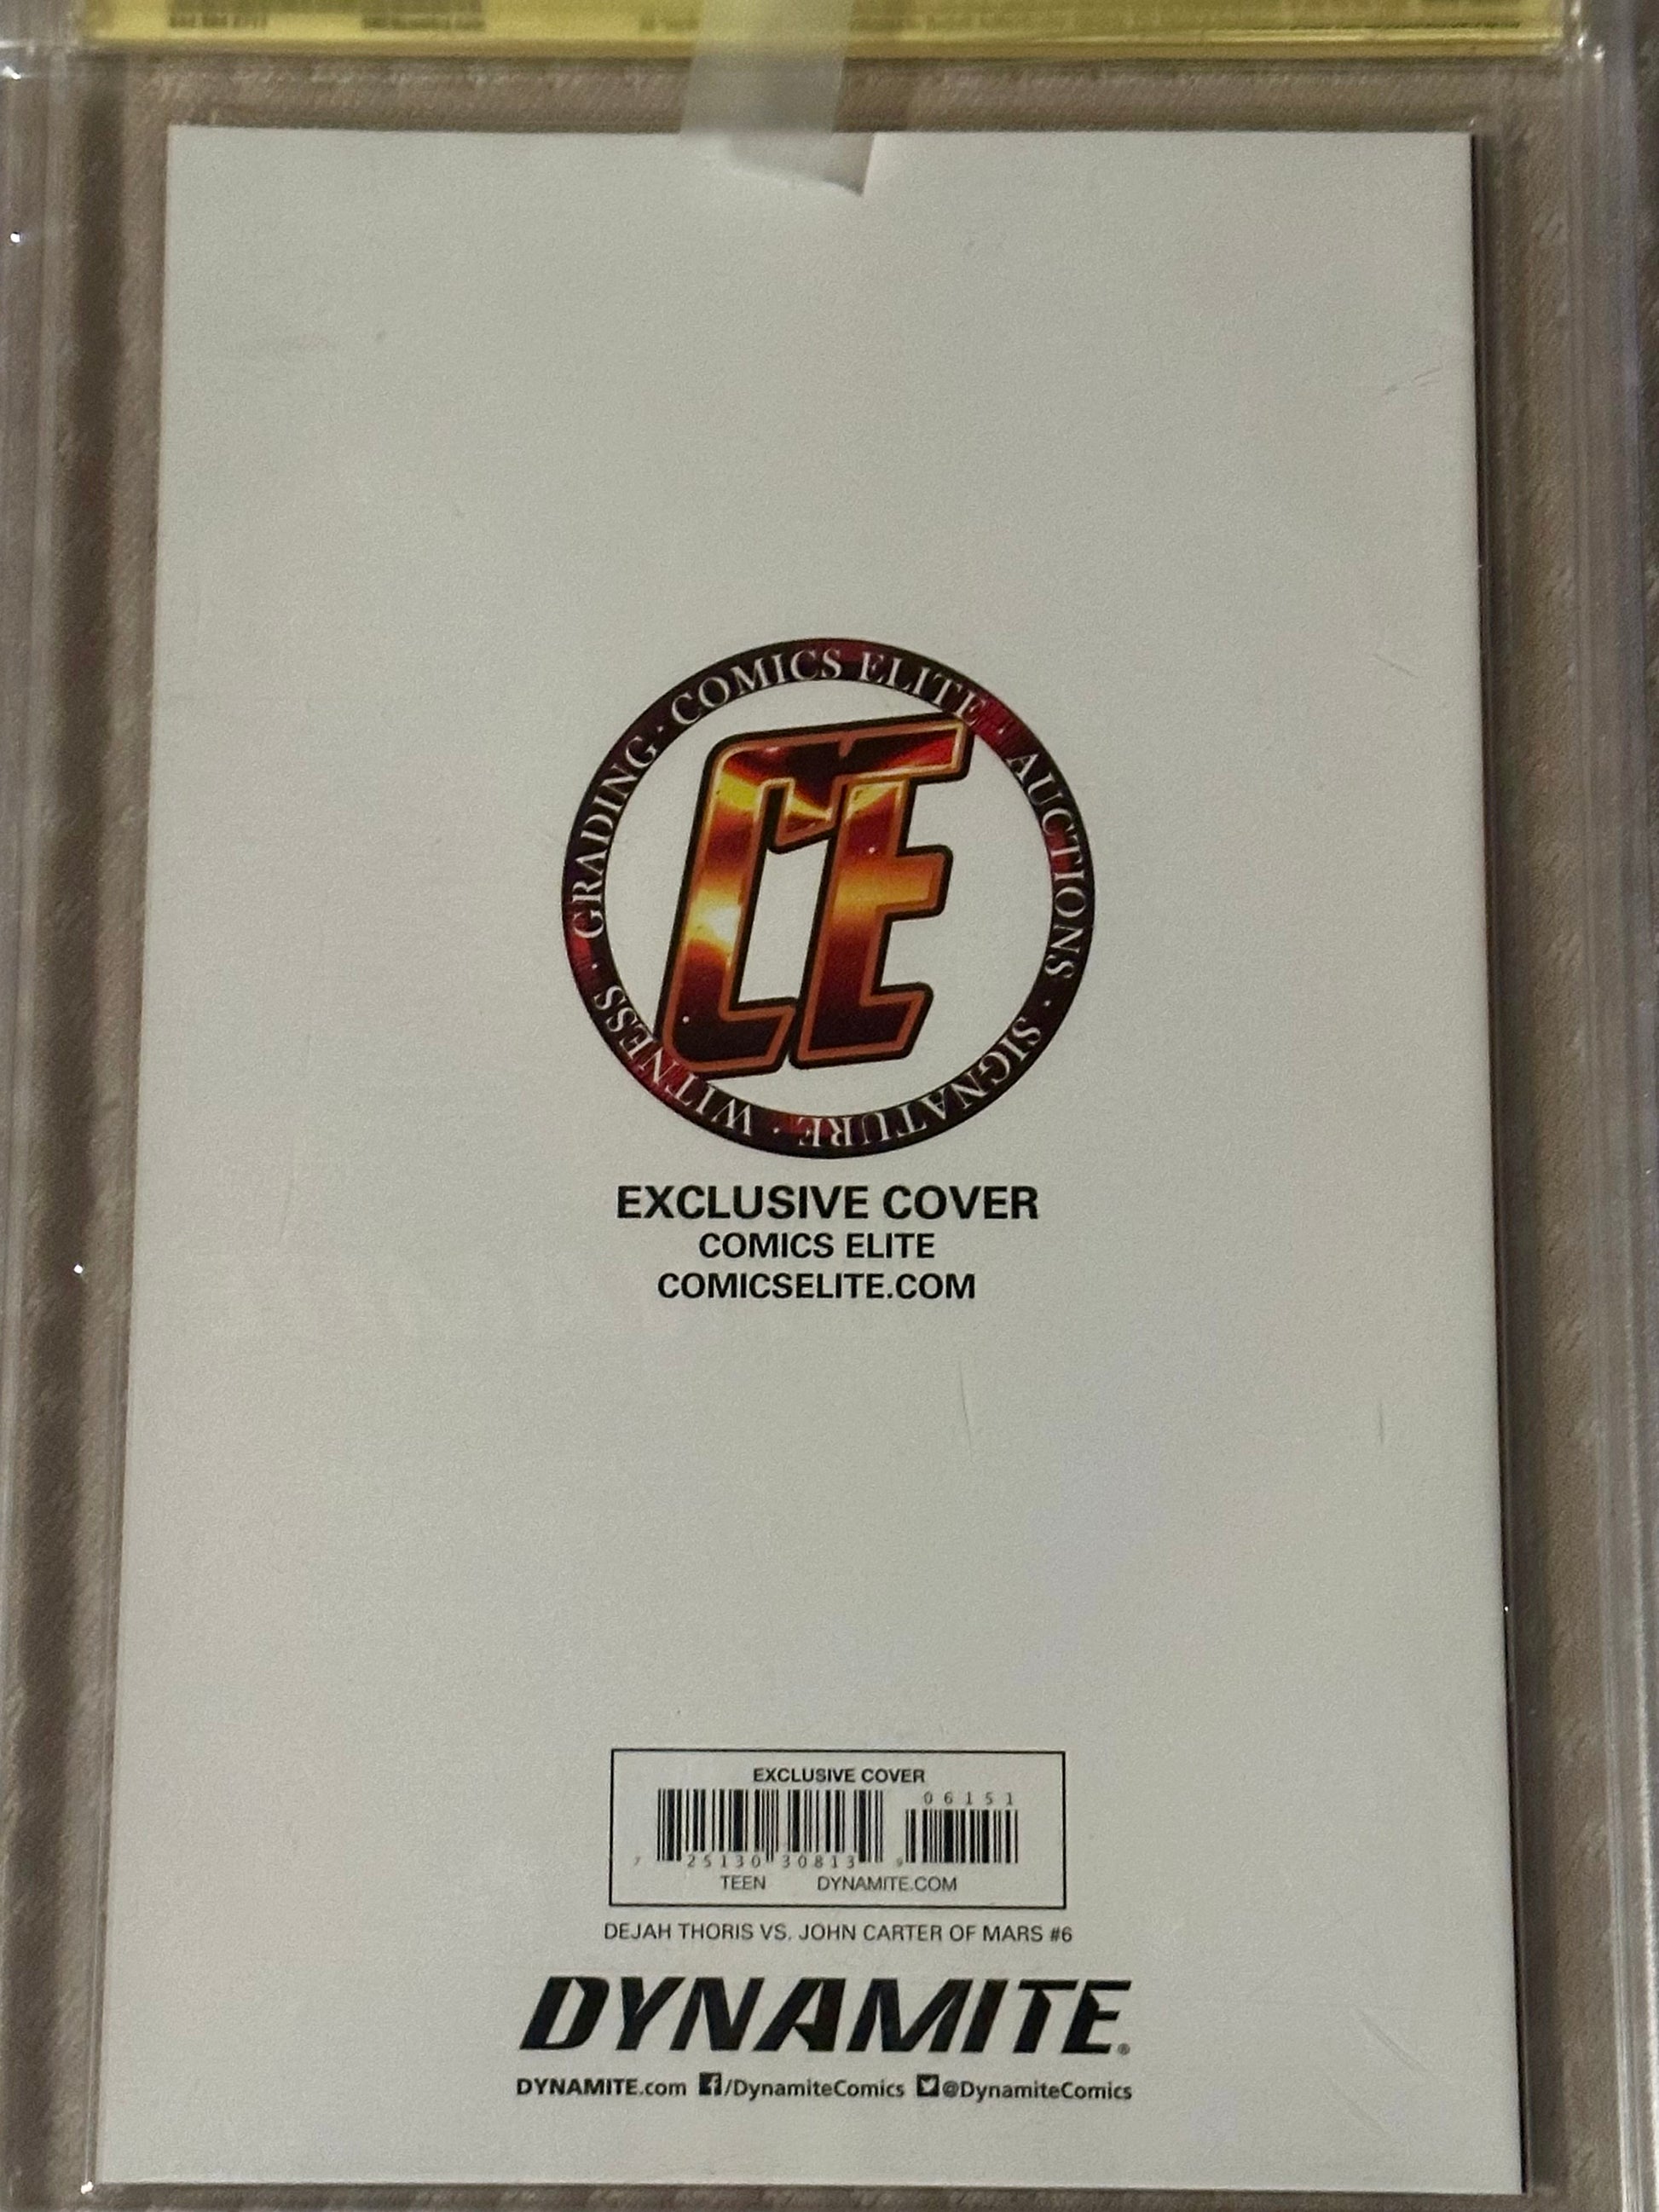 COMICS ELITE · AUCTIONS · SIGNATURE · WITNESS · GRADING ·
CE
EXCLUSIVE COVER
COMICS ELITE
COMICSELITE.COM
EXCLUSIVE COVER
06151
7 25130 30813 9
TEEN DYNAMITE.COM
DEJAH THORIS VS. JOHN CARTER OF MARS #6
DYNAMITE®
DYNAMITE.com f/DynamiteComics @DynamiteComics